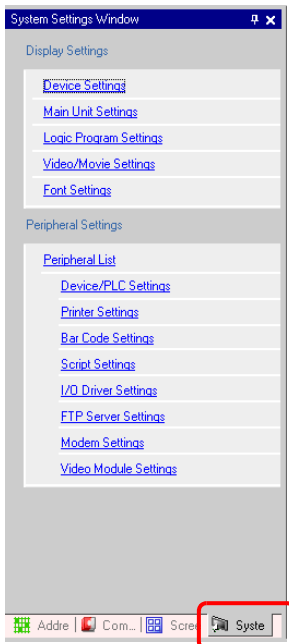 System Settings Window
Display Settings
Device Settings
Main Unit Settings
Logic Program Settings
Video/Movie Settings
Font Settings
Peripheral Settings
Peripheral List
Device/PLC Settings
Printer Settings
Bar Code Settings
Script Settings
I/O Driver Settings
FTP Server Settings
Modem Settings
Video Module Settings
Addre Com... Scree Syste